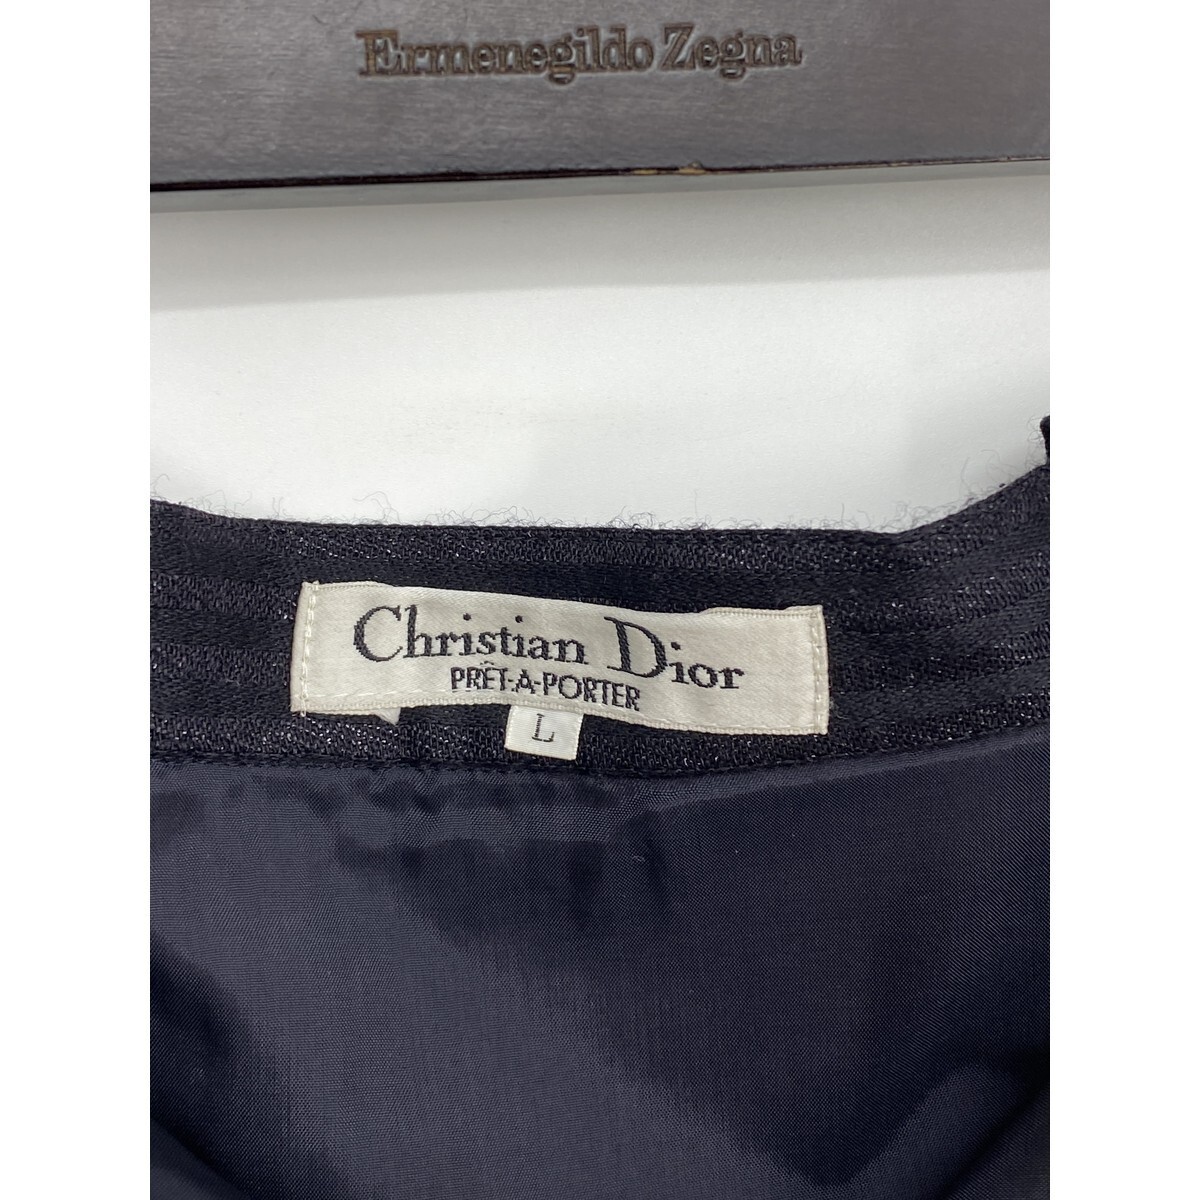 Ermenegildo Zegna
Christian Dior
PRÊT-A-PORTER
L